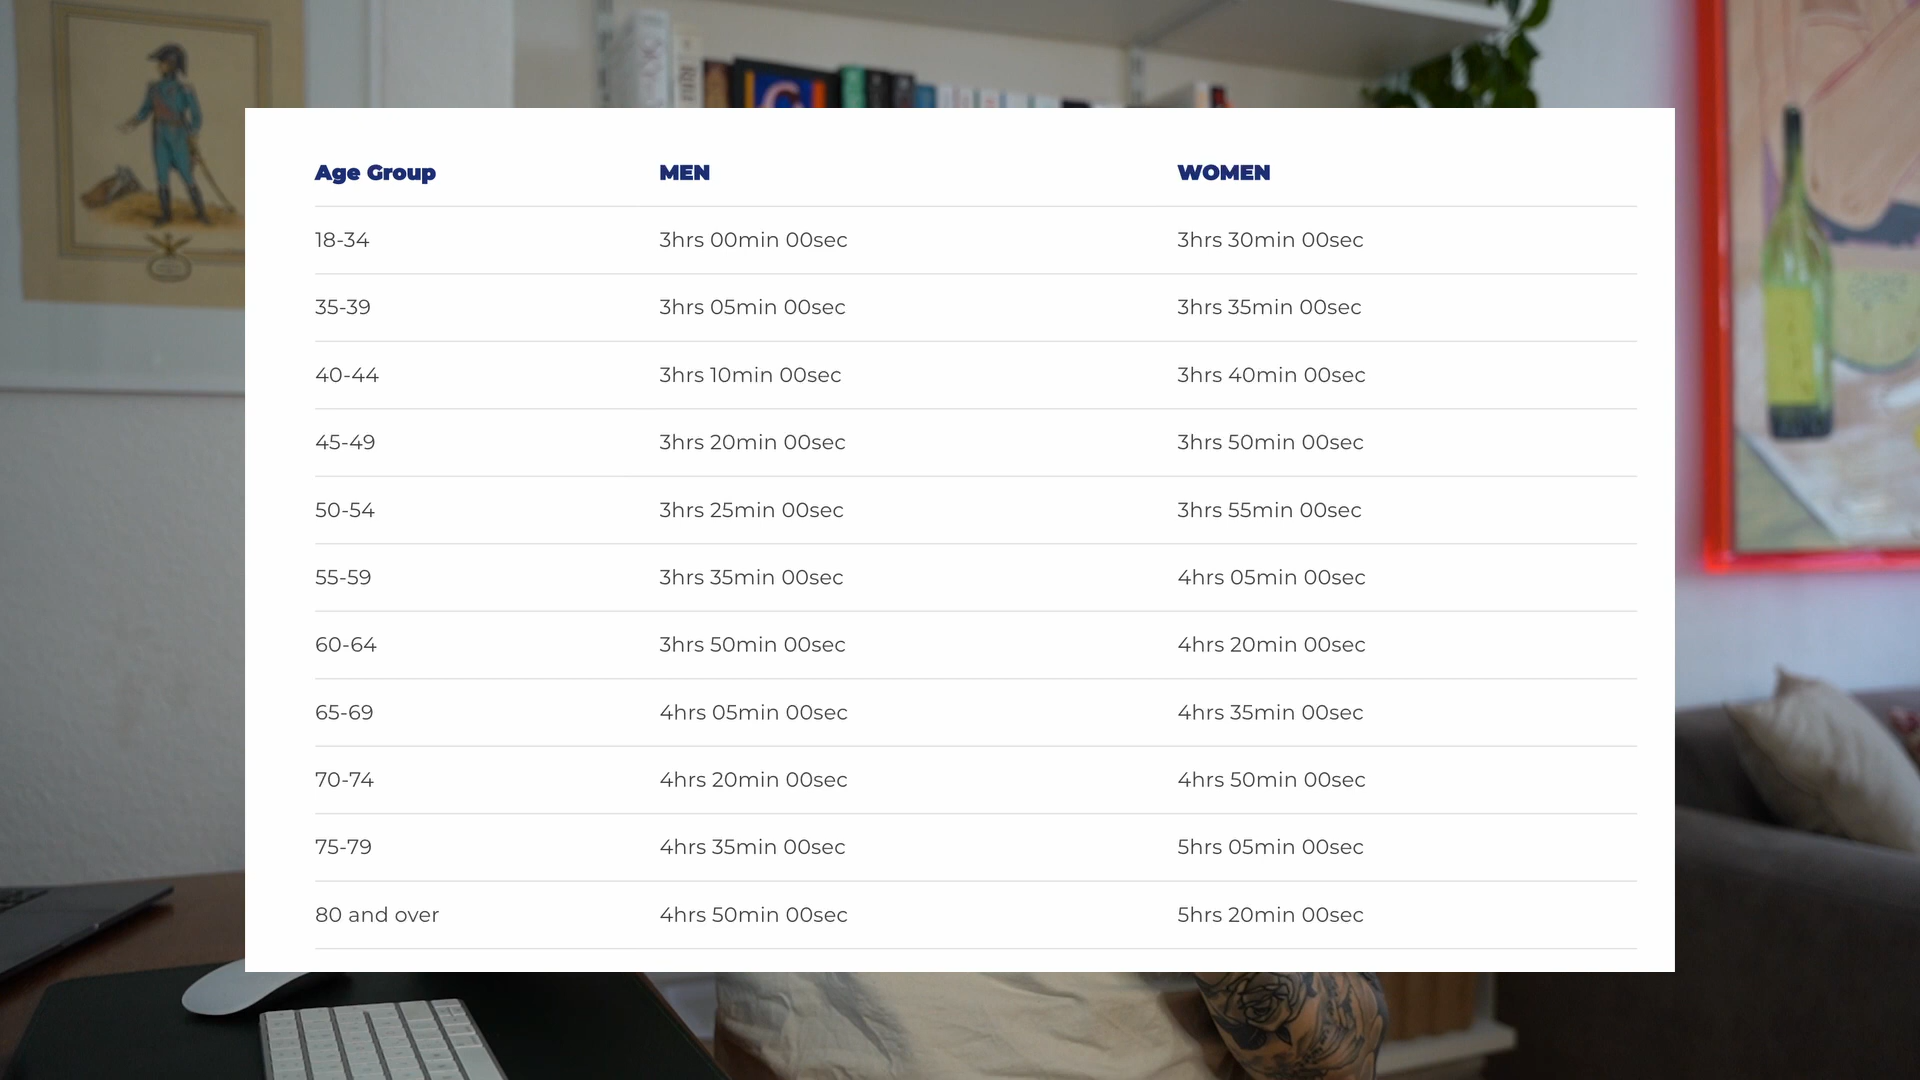 Age Group MEN WOMEN
18-34 3hrs 00min 00sec 3hrs 30min 00sec
35-39 3hrs 05min 00sec 3hrs 35min 00sec
40-44 3hrs 10min 00sec 3hrs 40min 00sec
45-49 3hrs 20min 00sec 3hrs 50min 00sec
50-54 3hrs 25min 00sec 3hrs 55min 00sec
55-59 3hrs 35min 00sec 4hrs 05min 00sec
60-64 3hrs 50min 00sec 4hrs 20min 00sec
65-69 4hrs 05min 00sec 4hrs 35min 00sec
70-74 4hrs 20min 00sec 4hrs 50min 00sec
75-79 4hrs 35min 00sec 5hrs 05min 00sec
80 and over 4hrs 50min 00sec 5hrs 20min 00sec